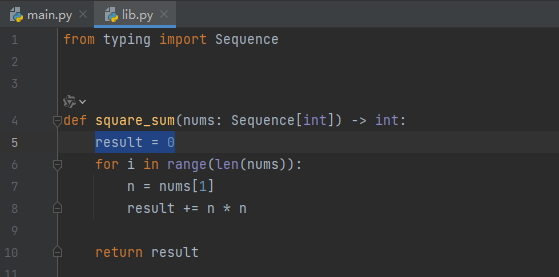 main.py lib.py
1 from typing import Sequence
2
3
4 def square_sum(nums: Sequence[int]) -> int:
5 result = 0
6 for i in range(len(nums)):
7 n = nums[1]
8 result += n * n
9
10 return result
11